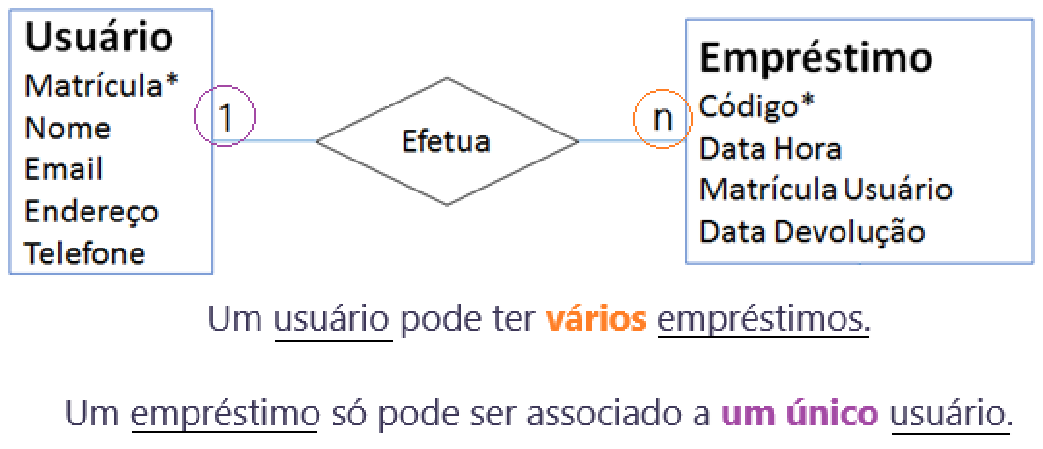 Usuário
Matrícula*
Nome
Email
Endereço
Telefone
1
Efetua
n
Empréstimo
Código*
Data Hora
Matrícula Usuário
Data Devolução
Um usuário pode ter vários empréstimos.
Um empréstimo só pode ser associado a um único usuário.